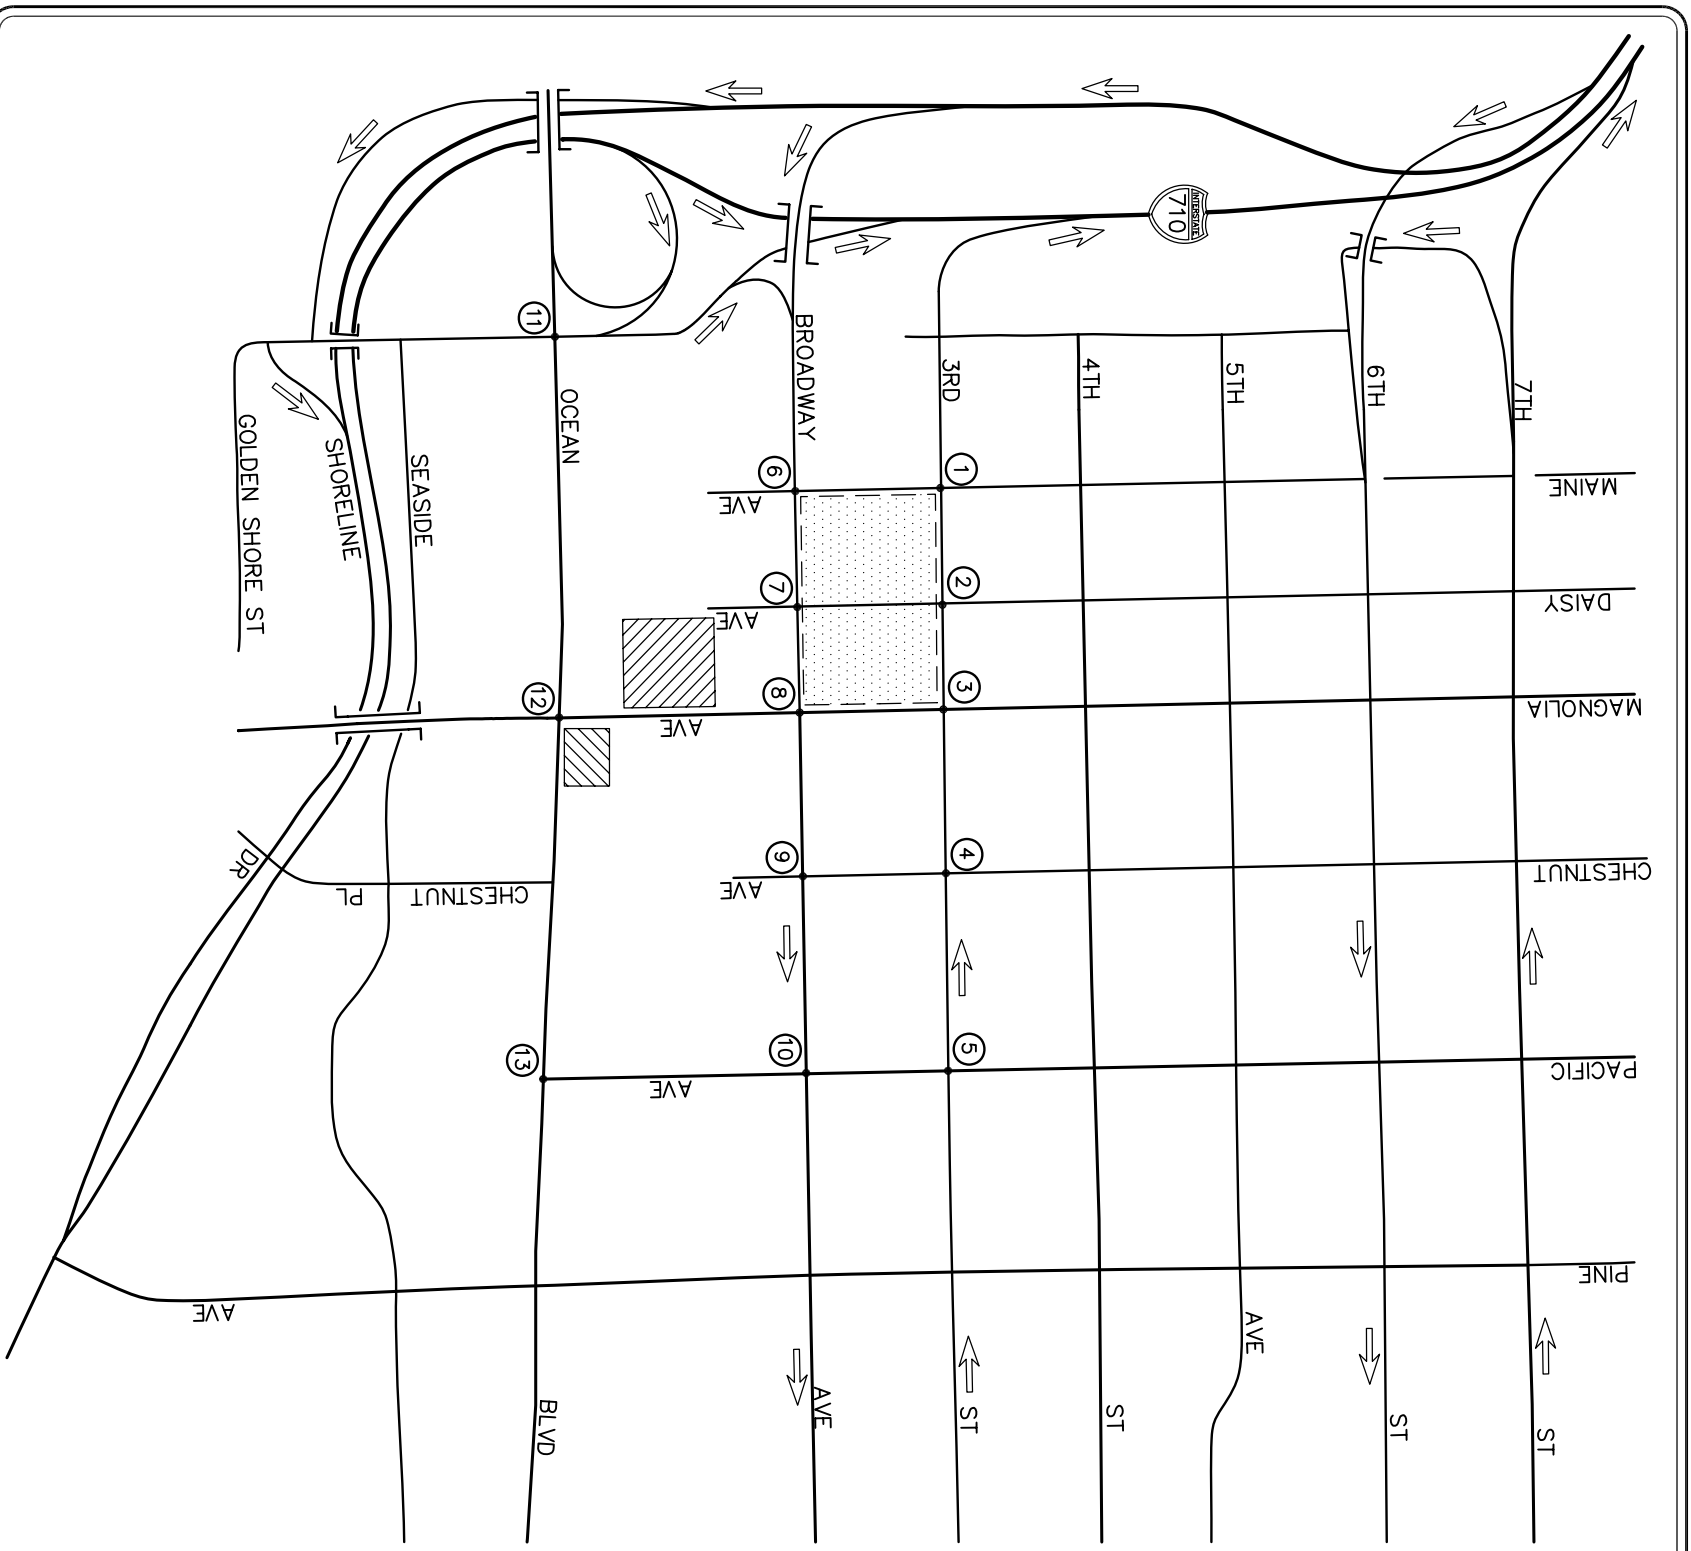 INTERSTATE
710
11
OCEAN
BROADWAY
3RD
4TH
5TH
6TH
7TH
GOLDEN SHORE ST
SHORELINE
SEASIDE
6
AVE
1
MAINE
7
AVE
2
DAISY
12
AVE
8
3
MAGNOLIA
DR
PL
CHESTNUT
9
AVE
4
CHESTNUT
13
AVE
10
5
PACIFIC
AVE
PINE
BLVD
AVE
ST
ST
AVE
ST
ST